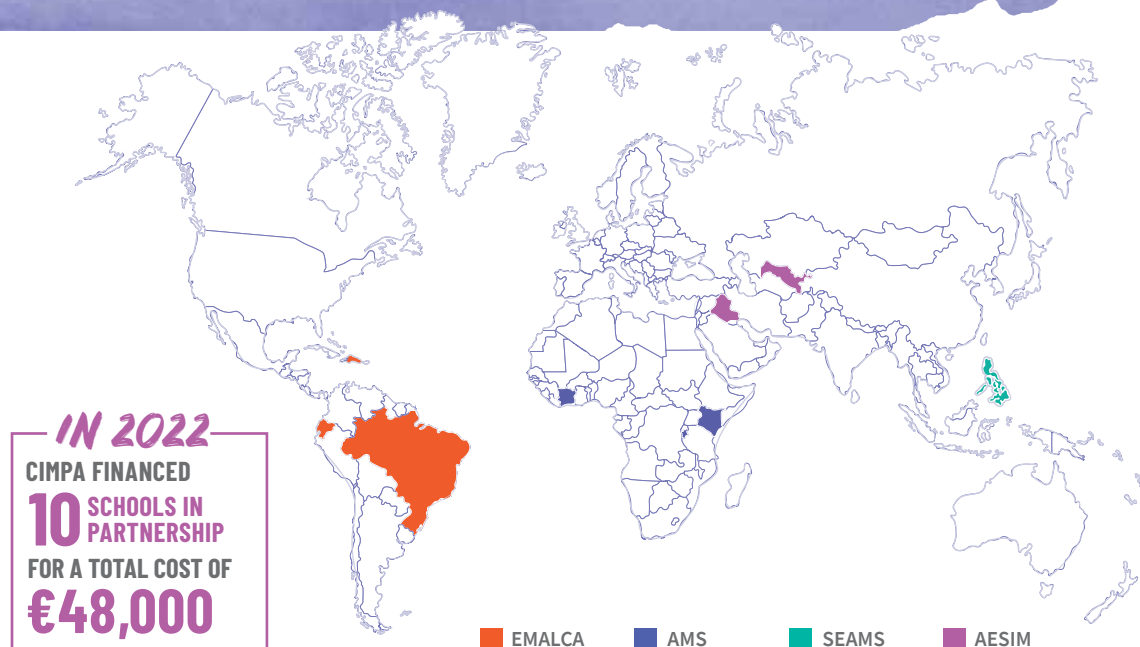 IN 2022
CIMPA FINANCED
10 SCHOOLS IN
PARTNERSHIP
FOR A TOTAL COST OF
€48,000
EMALCA AMS SEAMS AESIM